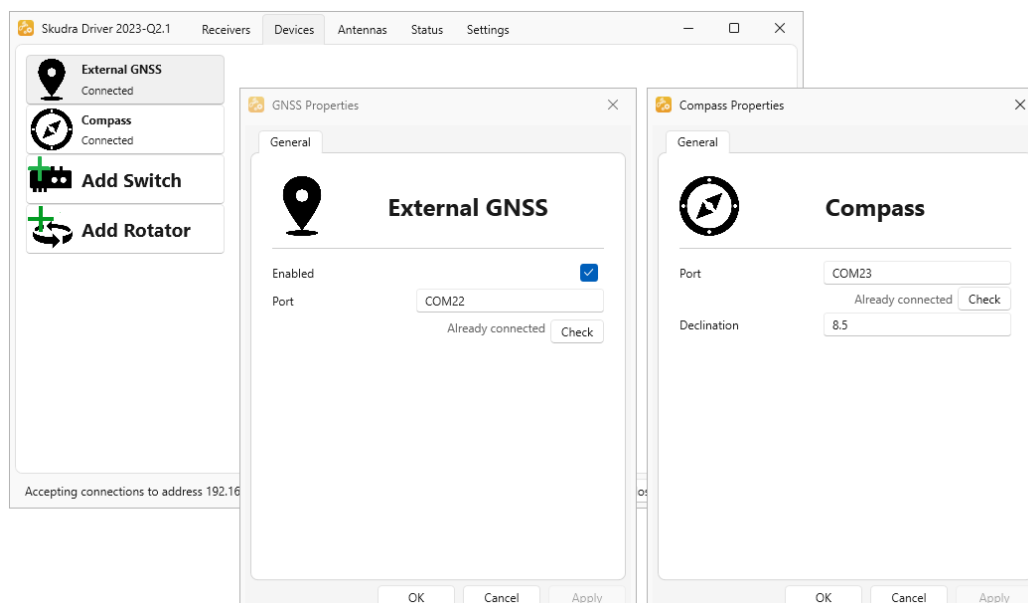 Skudra Driver 2023-Q2.1 Receivers Devices Antennas Status Settings
External GNSS
Connected
Compass
Connected
Add Switch
Add Rotator
Accepting connections to address 192.16
GNSS Properties
General
External GNSS
Enabled
Port COM22
Already connected Check
OK Cancel Apply
Compass Properties
General
Compass
Port COM23
Already connected Check
Declination 8.5
OK Cancel Apply